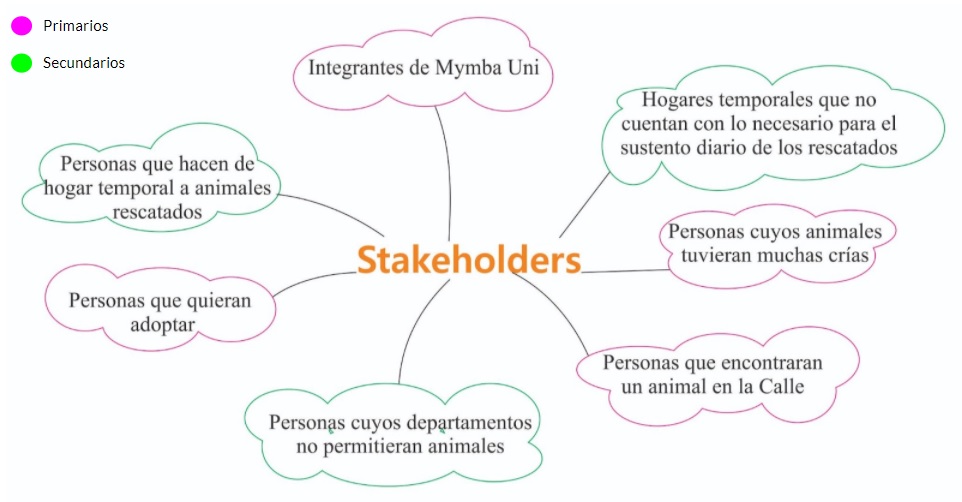 Primarios
Secundarios
Integrantes de Mymba Uni
Hogares temporales que no
cuentan con lo necesario para el
sustento diario de los rescatados
Personas que hacen de
hogar temporal a animales
rescatados
Personas cuyos animales
tuvieran muchas crías
Stakeholders
Personas que quieran
adoptar
Personas que encontraran
un animal en la Calle
Personas cuyos departamentos
no permitieran animales